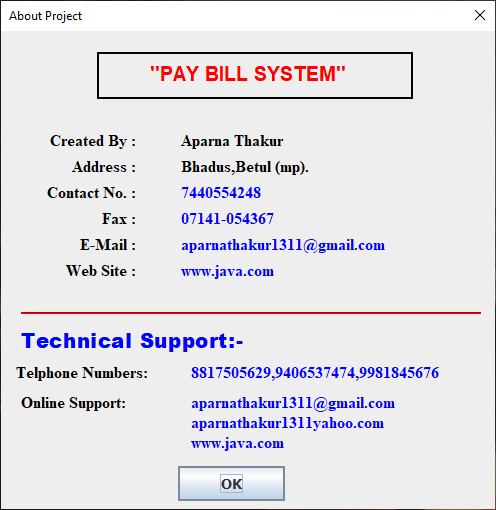 About Project
"PAY BILL SYSTEM"
Created By : Aparna Thakur
Address : Bhadus,Betul (mp).
Contact No. : 7440554248
Fax : 07141-054367
E-Mail : aparnathakur1311@gmail.com
Web Site : www.java.com
Technical Support:-
Telphone Numbers: 8817505629,9406537474,9981845676
Online Support: aparnathakur1311@gmail.com
aparnathakur1311yahoo.com
www.java.com
OK